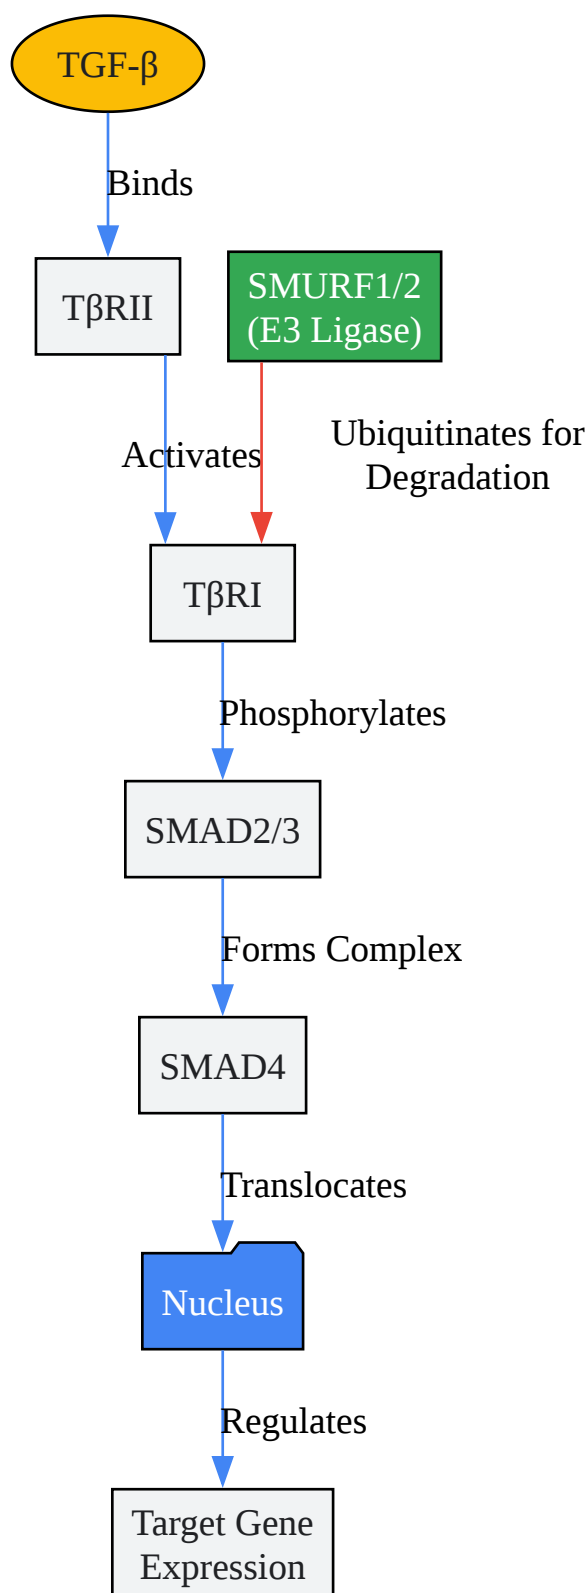 TGF-β
Binds
TβRII
SMURF1/2
(E3 Ligase)
Activates
Ubiquitinates for
Degradation
TβRI
Phosphorylates
SMAD2/3
Forms Complex
SMAD4
Translocates
Nucleus
Regulates
Target Gene
Expression